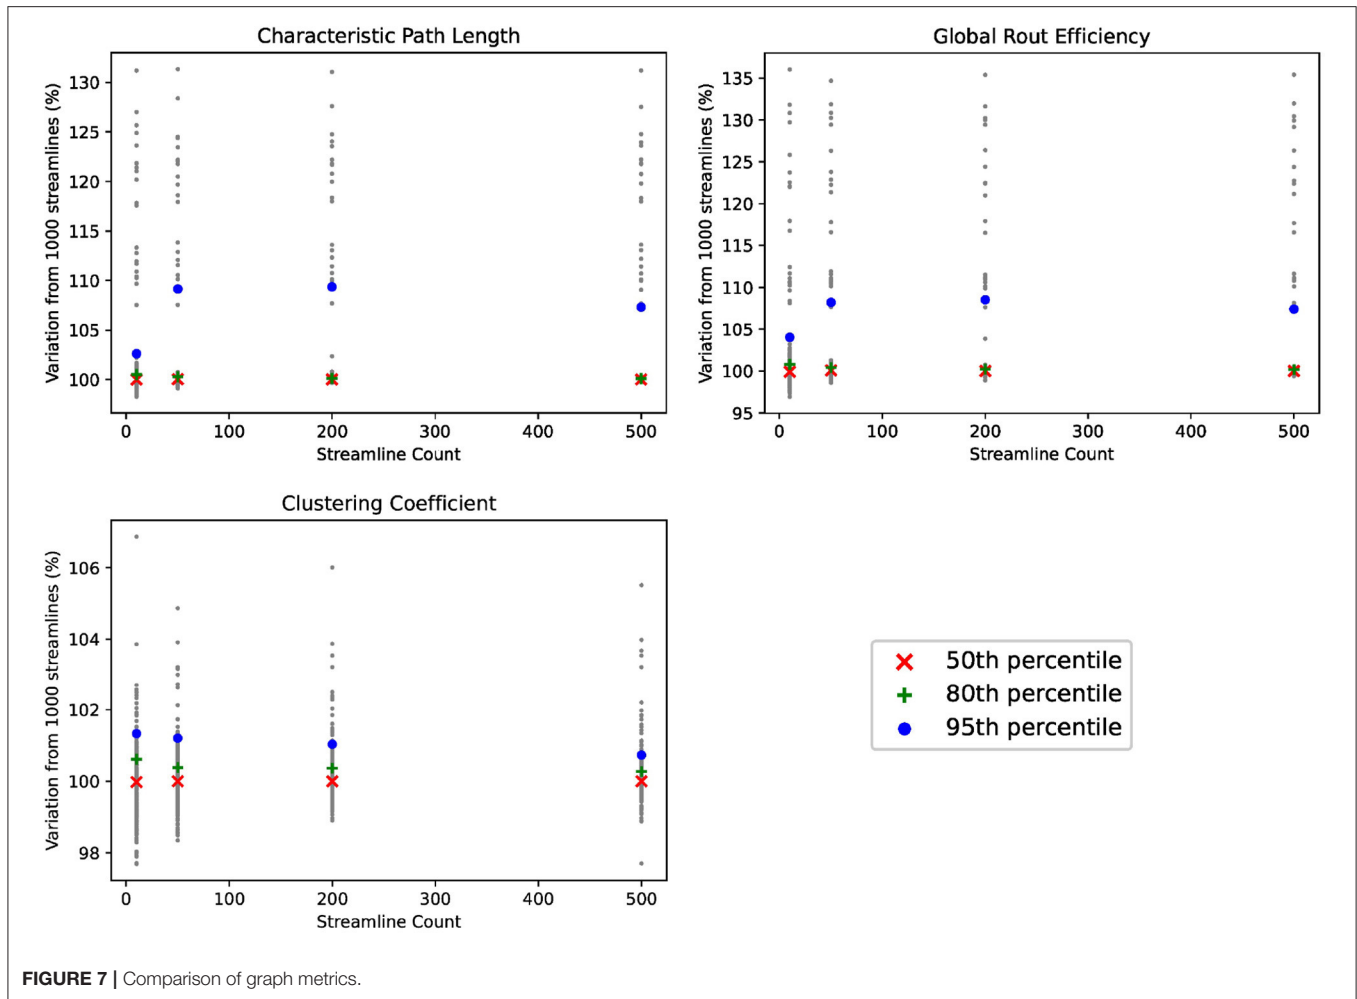 Characteristic Path Length
Variation from 1000 streamlines (%)
130
125
120
115
110
105
100
0 100 200 300 400 500
Streamline Count
Global Rout Efficiency
Variation from 1000 streamlines (%)
135
130
125
120
115
110
105
100
95
0 100 200 300 400 500
Streamline Count
Clustering Coefficient
Variation from 1000 streamlines (%)
106
104
102
100
98
0 100 200 300 400 500
Streamline Count
50th percentile
80th percentile
95th percentile
FIGURE 7 | Comparison of graph metrics.